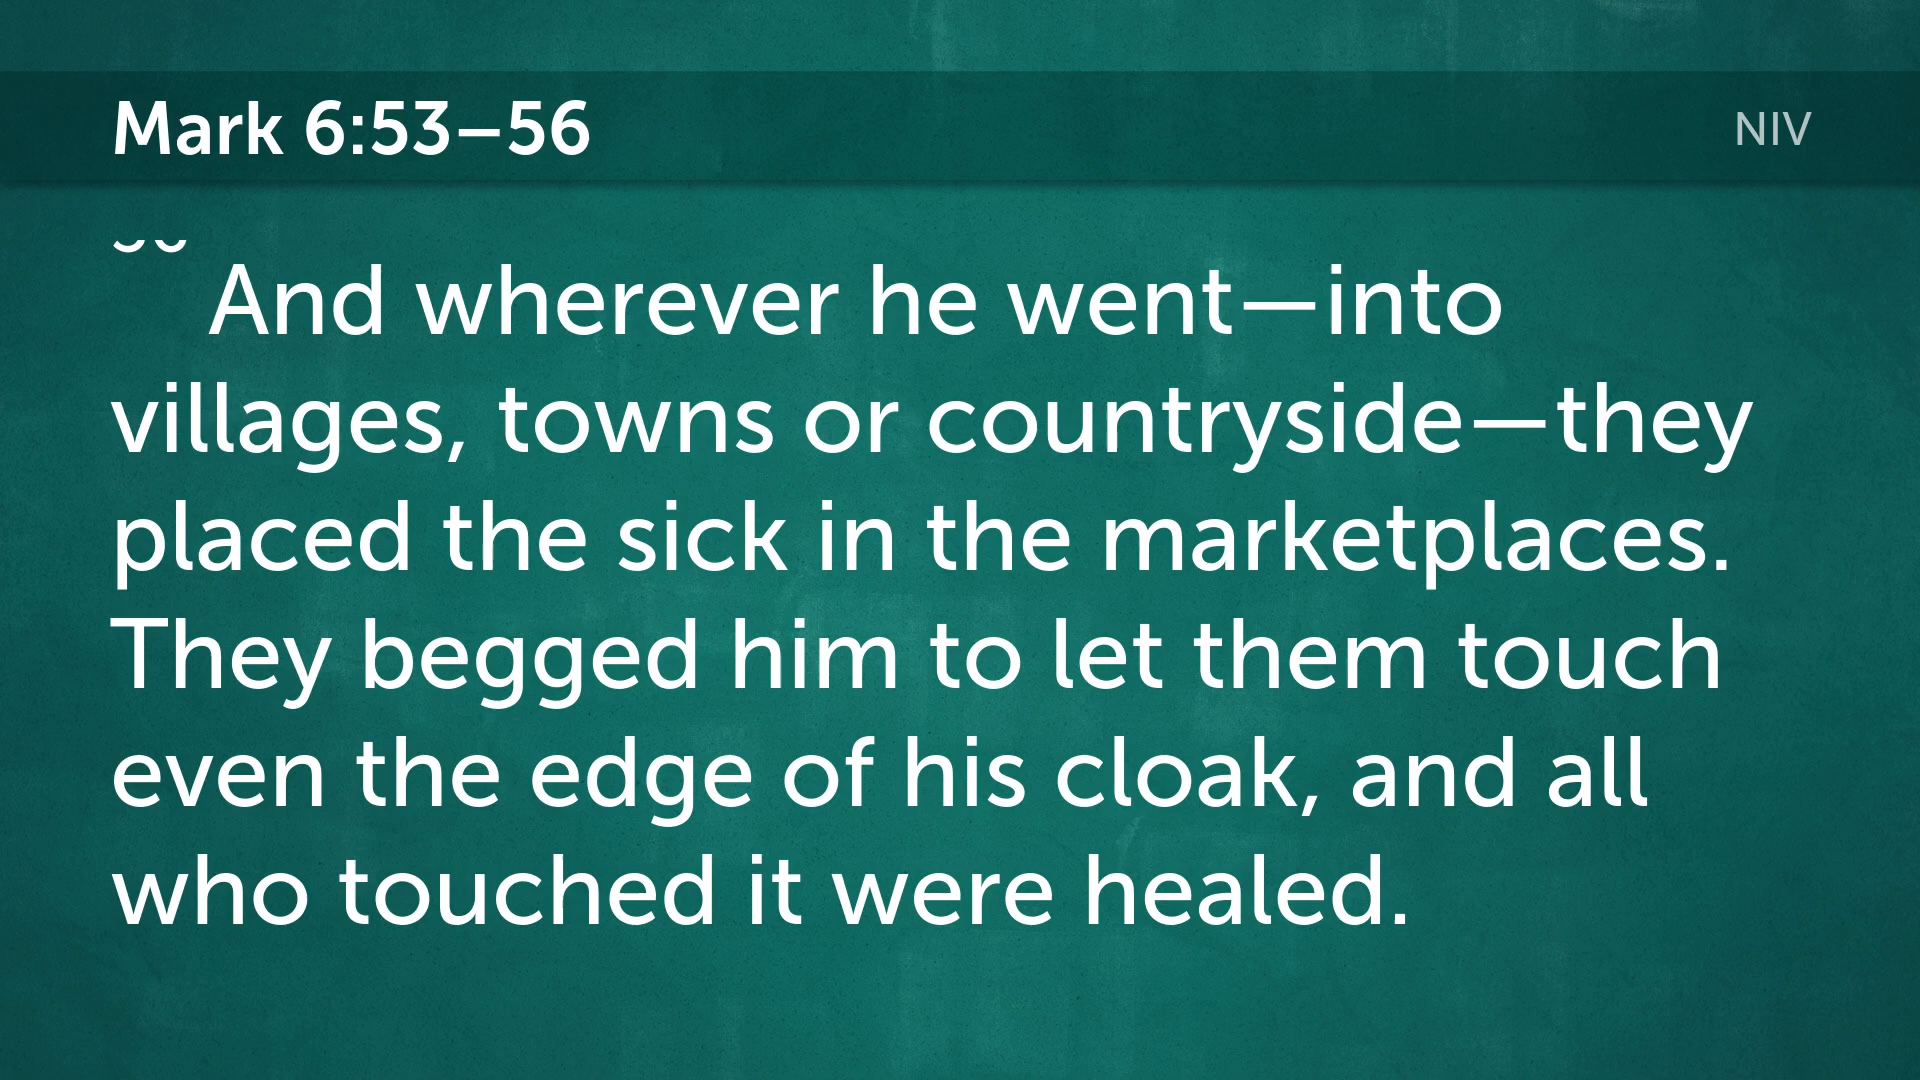 Mark 6:53–56
NIV
And wherever he went—into
villages, towns or countryside—they
placed the sick in the marketplaces.
They begged him to let them touch
even the edge of his cloak, and all
who touched it were healed.